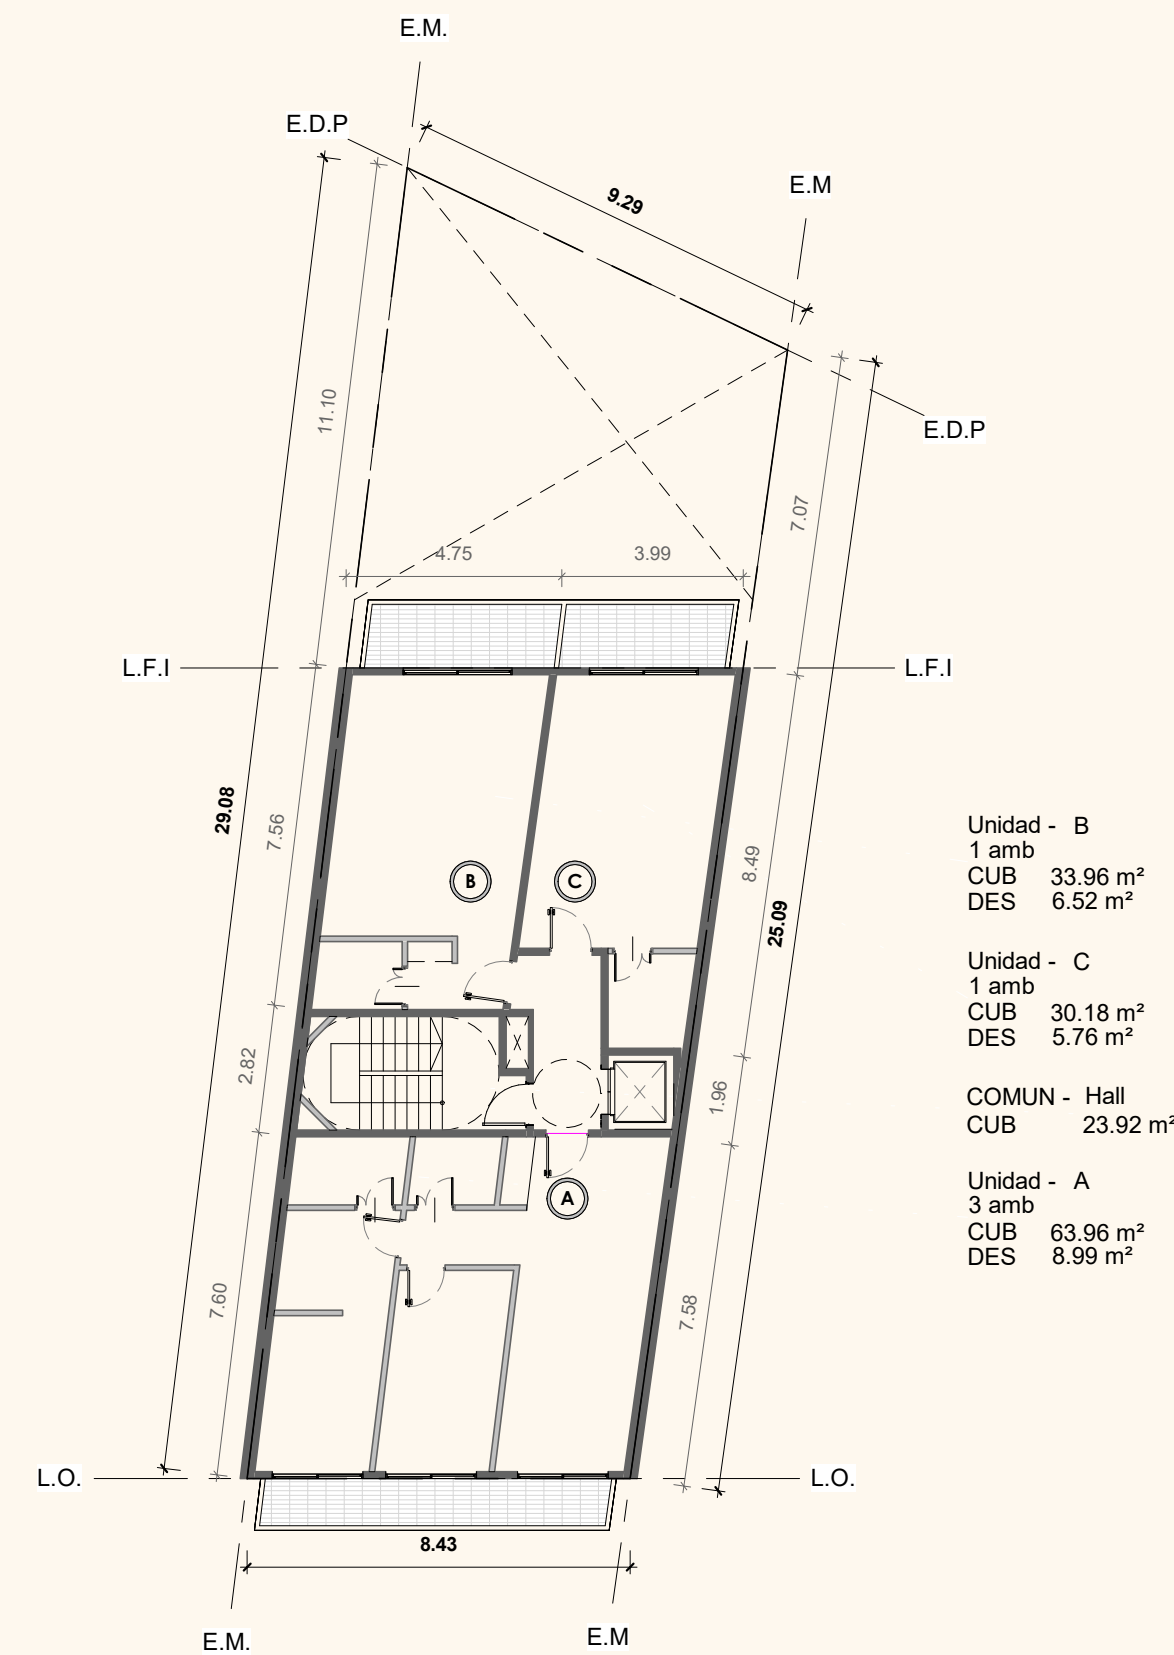 E.M.
E.D.P
9.29
E.M
E.D.P
11.10
7.07
4.75
3.99
L.F.I
L.F.I
29.08
7.56
8.49
25.09
B
C
2.82
1.96
A
7.60
7.58
L.O.
L.O.
8.43
E.M.
E.M
Unidad - B
1 amb
CUB 33.96 m²
DES 6.52 m²
Unidad - C
1 amb
CUB 30.18 m²
DES 5.76 m²
COMUN - Hall
CUB 23.92 m²
Unidad - A
3 amb
CUB 63.96 m²
DES 8.99 m²